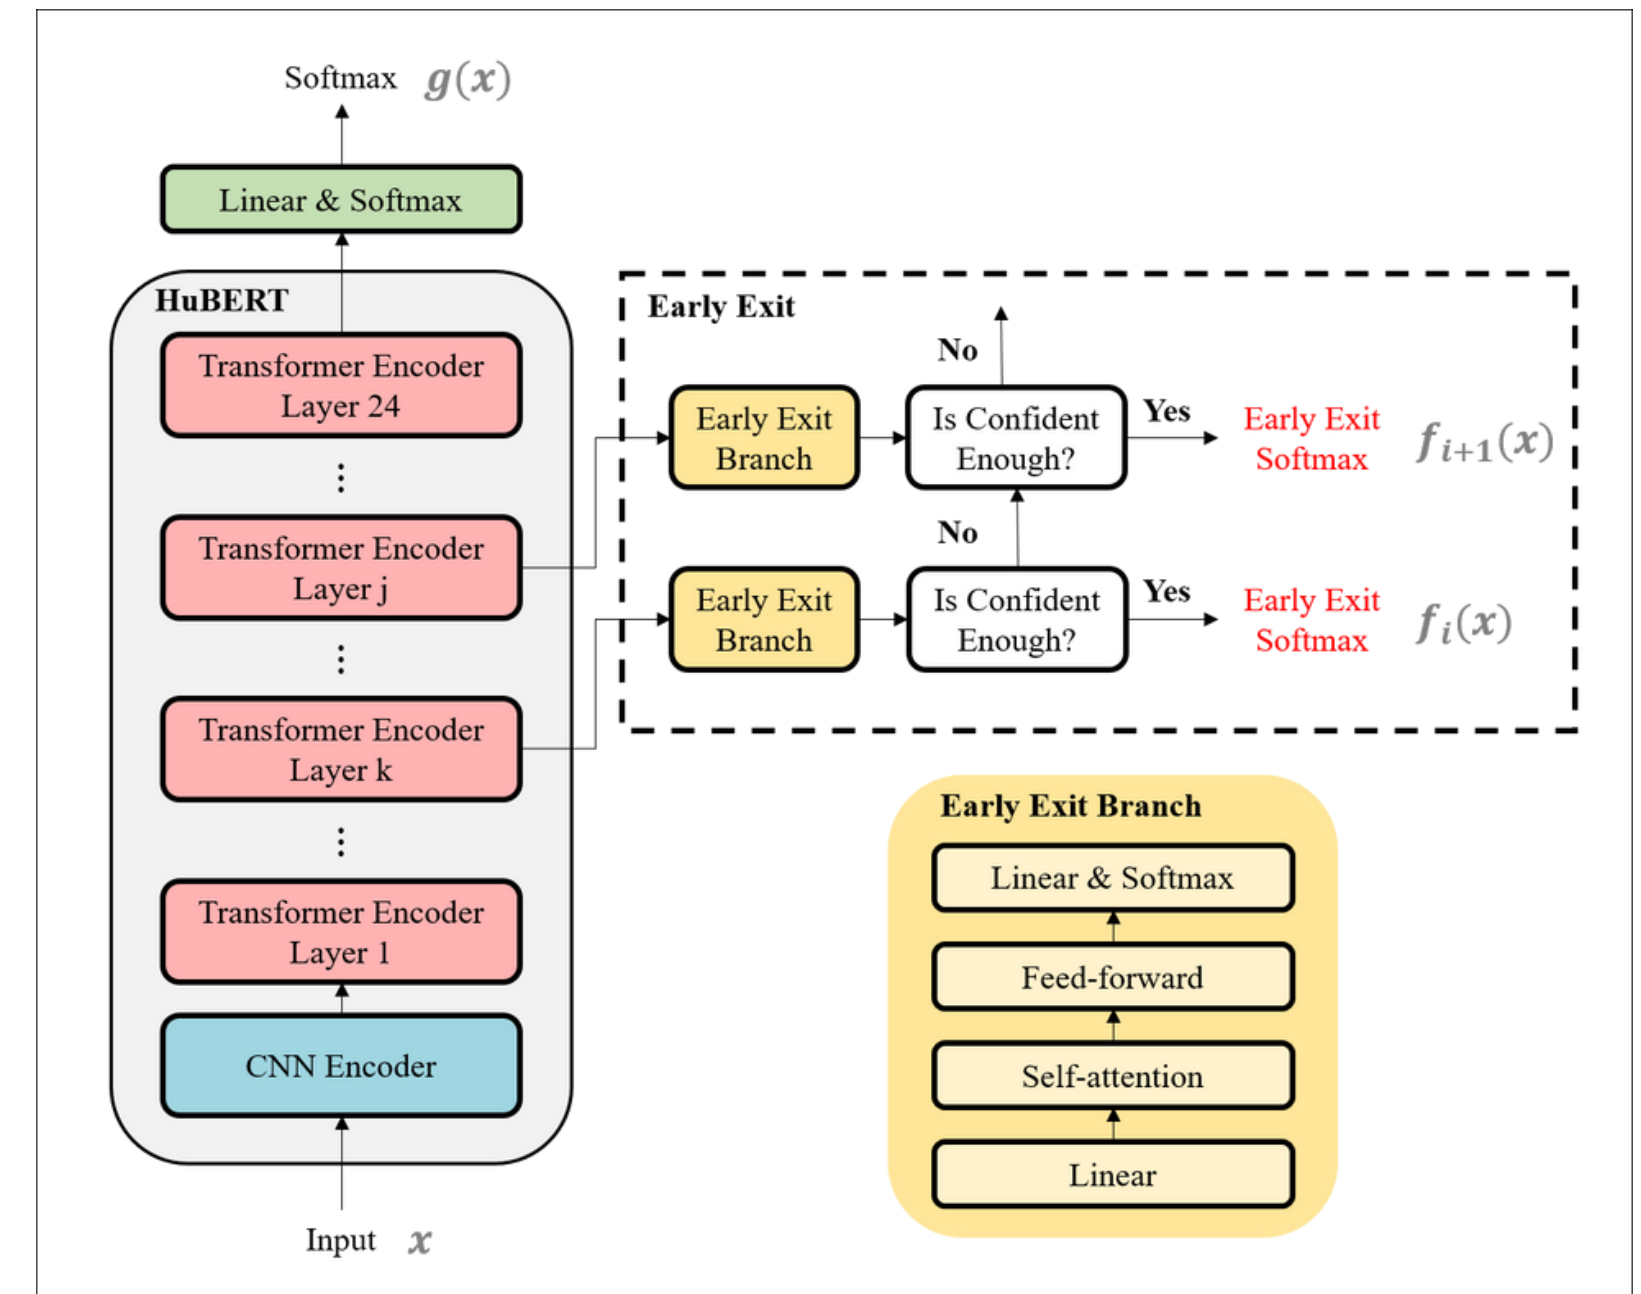 Softmax g(x)
Linear & Softmax
HuBERT
Transformer Encoder
Layer 24
⋮
Transformer Encoder
Layer j
⋮
Transformer Encoder
Layer k
⋮
Transformer Encoder
Layer 1
CNN Encoder
Input x
Early Exit
No
Early Exit
Branch
Is Confident
Enough?
Yes
Early Exit
Softmax
f_{i+1}(x)
No
Early Exit
Branch
Is Confident
Enough?
Yes
Early Exit
Softmax
f_i(x)
Early Exit Branch
Linear & Softmax
Feed-forward
Self-attention
Linear